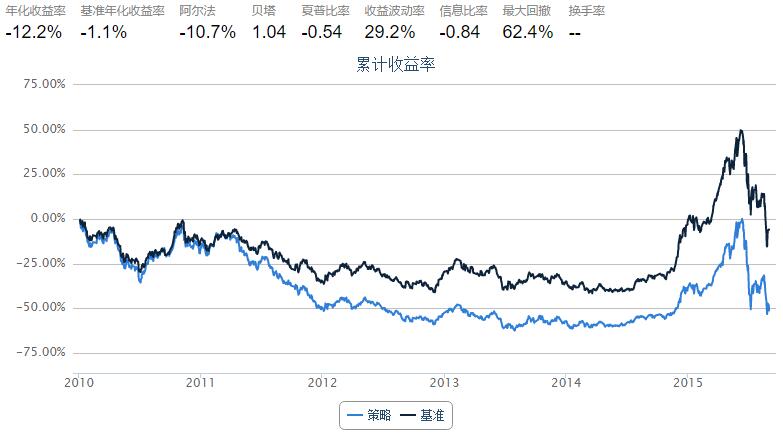 年化收益率 基准年化收益率 阿尔法 贝塔 夏普比率 收益波动率 信息比率 最大回撤 换手率
-12.2% -1.1% -10.7% 1.04 -0.54 29.2% -0.84 62.4% --
累计收益率
75.00%
50.00%
25.00%
0.00%
-25.00%
-50.00%
-75.00%
2010 2011 2012 2013 2014 2015
策略 基准